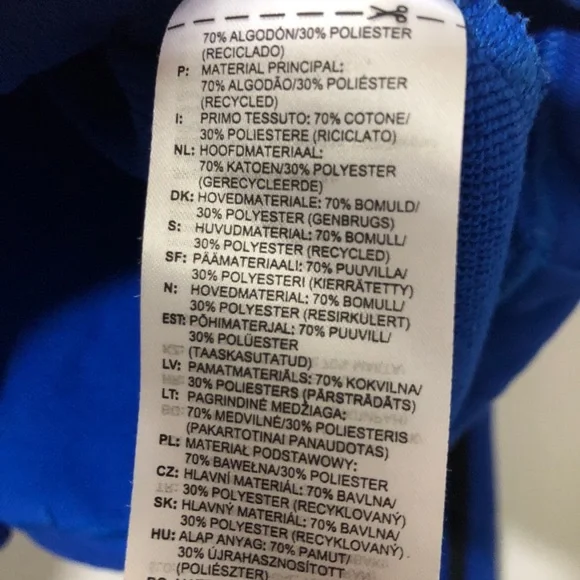 70% ALGODÓN/30% POLIESTER
(RECICLADO)
P: MATERIAL PRINCIPAL:
70% ALGODÃO/30% POLIÉSTER
(RECYCLED)
I: PRIMO TESSUTO: 70% COTONE/
30% POLIESTERE (RICICLATO)
NL: HOOFDMATERIAAL:
70% KATOEN/30% POLYESTER
(GERECYCLEERDE)
DK: HOVEDMATERIALE: 70% BOMULD/
30% POLYESTER (GENBRUGS)
S: HUVUDMATERIAL: 70% BOMULL/
30% POLYESTER (RECYCLED)
SF: PÄÄMATERIAALI: 70% PUUVILLA/
30% POLYESTERI (KIERRÄTETTY)
N: HOVEDMATERIAL: 70% BOMULL/
30% POLYESTER (RESIRKULERT)
EST: PÕHIMATERJAL: 70% PUUVILL/
30% POLÜESTER
(TAASKASUTATUD)
LV: PAMATMATERIĀLS: 70% KOKVILNA/
30% POLIESTERS (PĀRSTRĀDĀTS)
LT: PAGRINDINĖ MEDŽIAGA:
70% MEDVILNĖ/30% POLIESTERIS
(PAKARTOTINAI PANAUDOTAS)
PL: MATERIAŁ PODSTAWOWY:
70% BAWEŁNA/30% POLIESTER
CZ: HLAVNÍ MATERIÁL: 70% BAVLNA/
30% POLYESTER (RECYKLOVANÝ)
SK: HLAVNÝ MATERIÁL: 70% BAVLNA/
30% POLYESTER (RECYKLOVANÝ)
HU: ALAP ANYAG: 70% PAMUT/
30% ÚJRAHASZNOSÍTOTT
(POLIÉSZTER)